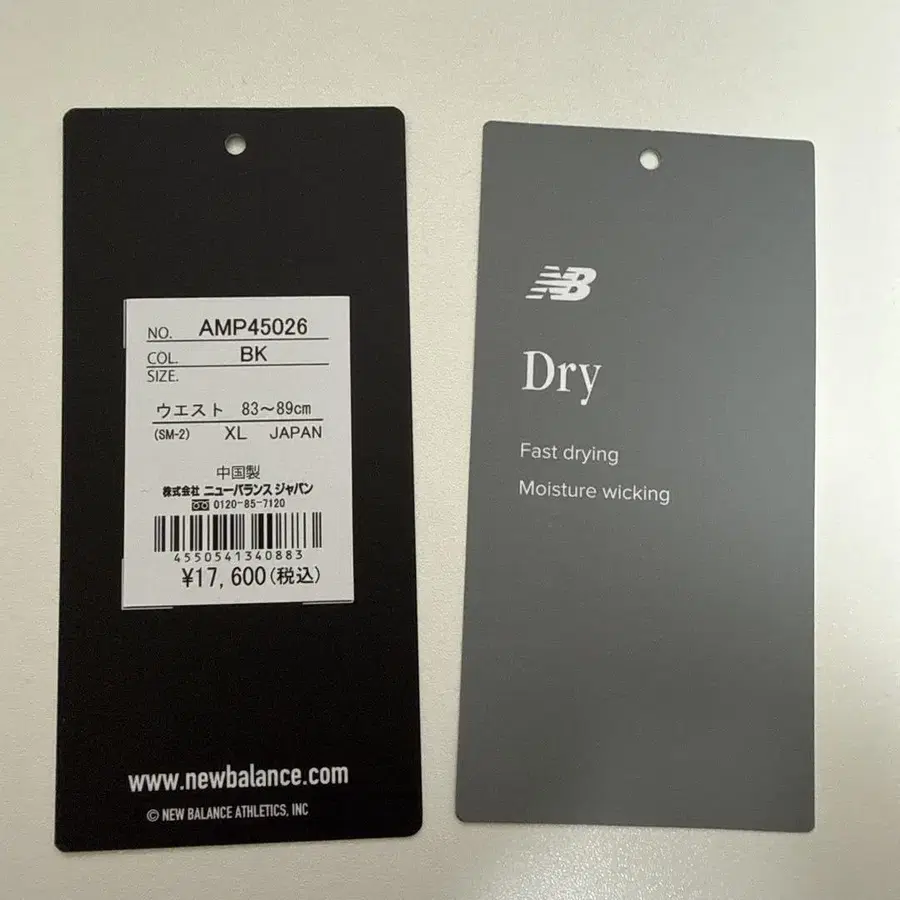 NO. AMP45026
COL. BK
SIZE.
ウエスト 83～89cm
(SM-2) XL JAPAN
中国製
株式会社 ニューバランス ジャパン
0120-85-7120
4550541340883
¥17,600(税込)
www.newbalance.com
© NEW BALANCE ATHLETICS, INC
NB
Dry
Fast drying
Moisture wicking